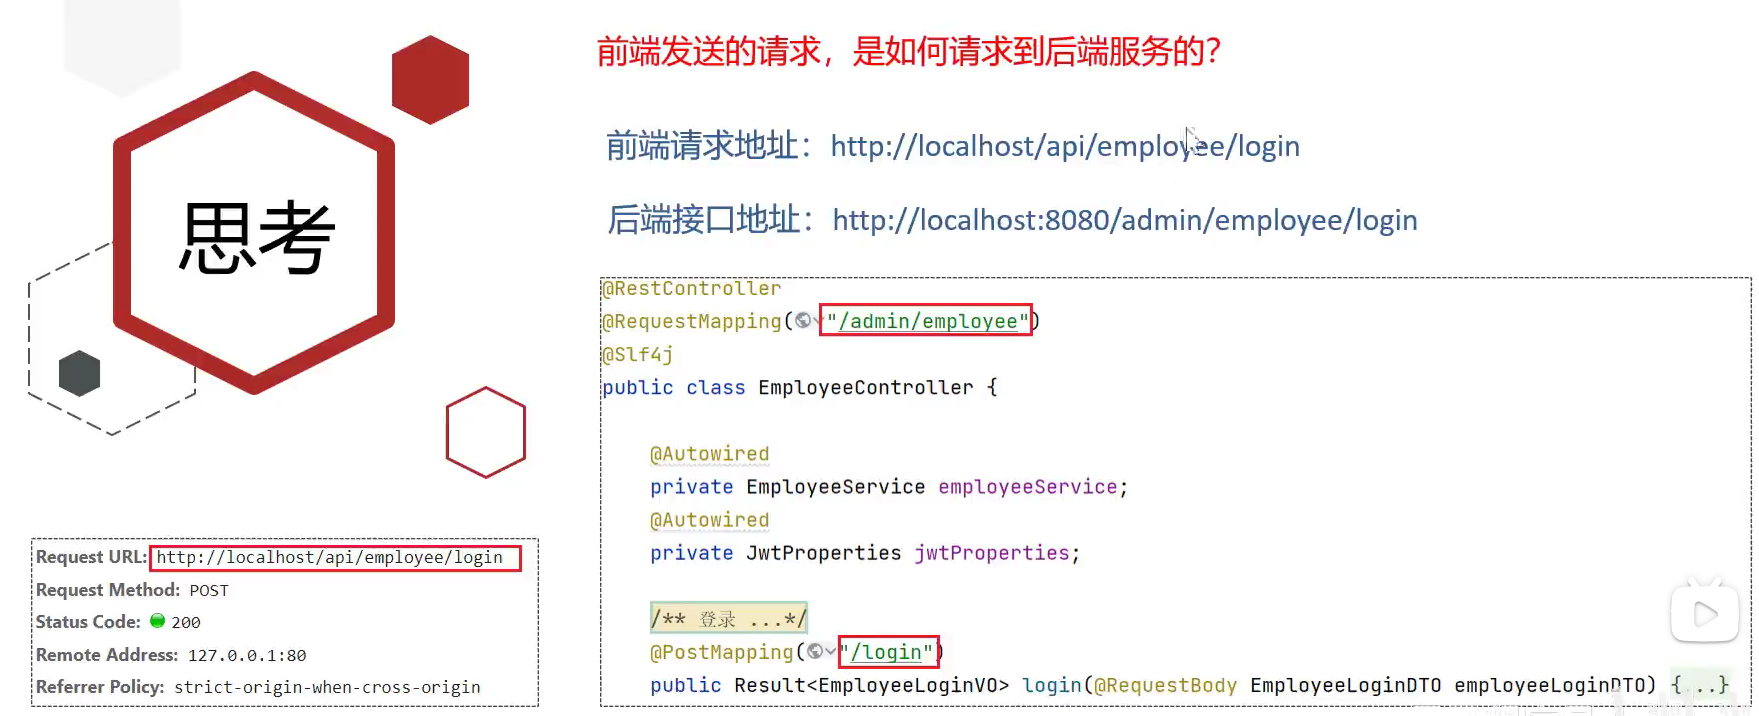 前端发送的请求，是如何请求到后端服务的？
思考
前端请求地址：http://localhost/api/employee/login
后端接口地址：http://localhost:8080/admin/employee/login
@RestController
@RequestMapping("/admin/employee")
@Slf4j
public class EmployeeController {
@Autowired
private EmployeeService employeeService;
@Autowired
private JwtProperties jwtProperties;
/** 登录 ...*/
@PostMapping("/login")
public Result<EmployeeLoginVO> login(@RequestBody EmployeeLoginDTO employeeLoginDTO) {...}
Request URL: http://localhost/api/employee/login
Request Method: POST
Status Code: 200
Remote Address: 127.0.0.1:80
Referrer Policy: strict-origin-when-cross-origin